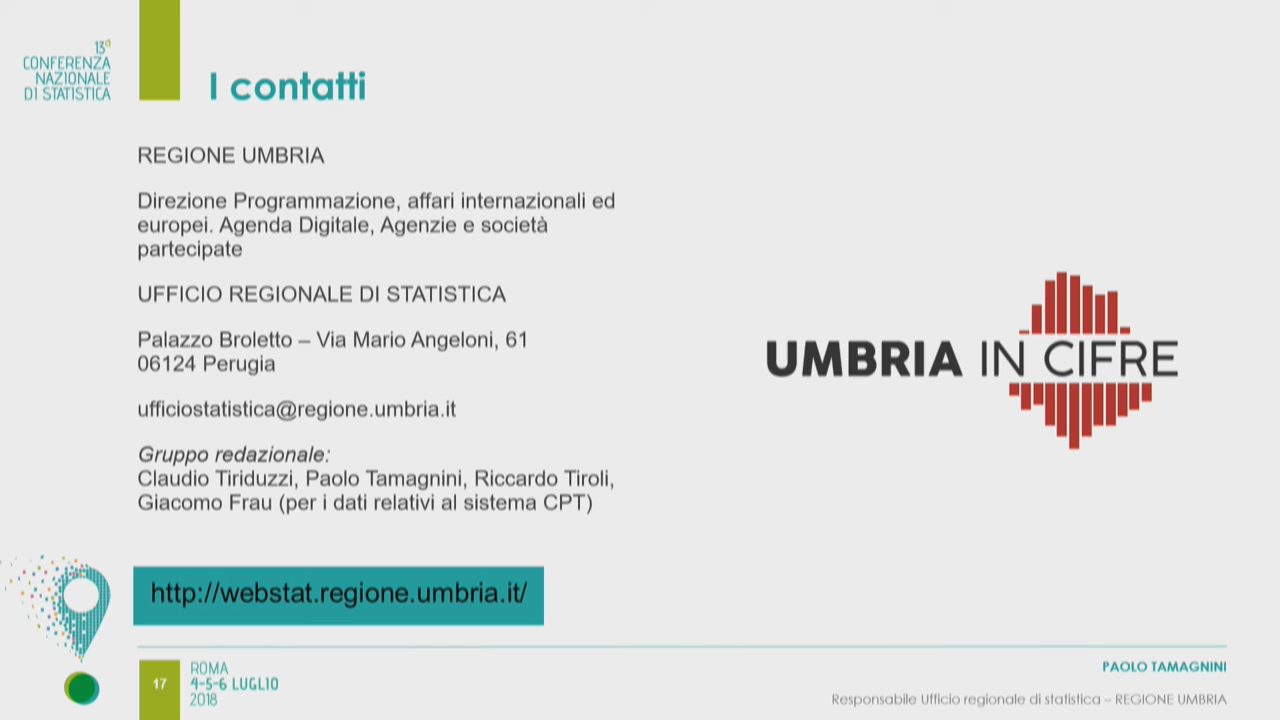 13a
CONFERENZA
NAZIONALE
DI STATISTICA
I contatti
REGIONE UMBRIA
Direzione Programmazione, affari internazionali ed
europei. Agenda Digitale, Agenzie e società
partecipate
UFFICIO REGIONALE DI STATISTICA
Palazzo Broletto – Via Mario Angeloni, 61
06124 Perugia
ufficiostatistica@regione.umbria.it
Gruppo redazionale:
Claudio Tiriduzzi, Paolo Tamagnini, Riccardo Tiroli,
Giacomo Frau (per i dati relativi al sistema CPT)
UMBRIA IN CIFRE
http://webstat.regione.umbria.it/
17
ROMA
4-5-6 LUGLIO
2018
PAOLO TAMAGNINI
Responsabile Ufficio regionale di statistica – REGIONE UMBRIA